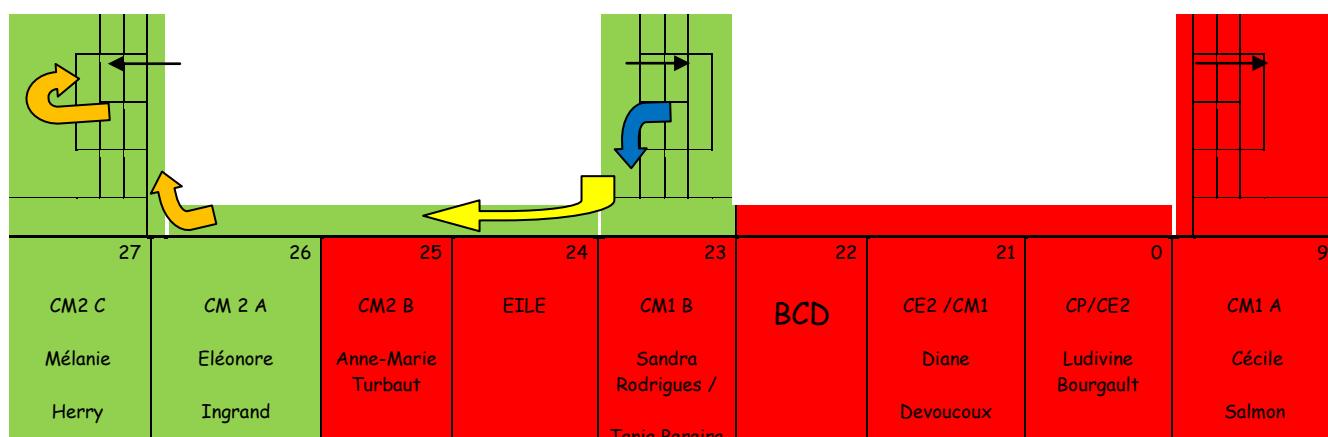 27 26 25 24 23 22 21 0 9
CM2 C
Mélanie
Herry
CM 2 A
Eléonore
Ingrand
CM2 B
Anne-Marie
Turbaut
EILE
CM1 B
Sandra
Rodrigues /
BCD
CE2 /CM1
Diane
Devoucoux
CP/CE2
Ludivine
Bourgault
CM1 A
Cécile
Salmon